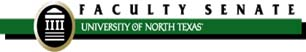 FACULTY SENATE
UNIVERSITY OF NORTH TEXAS